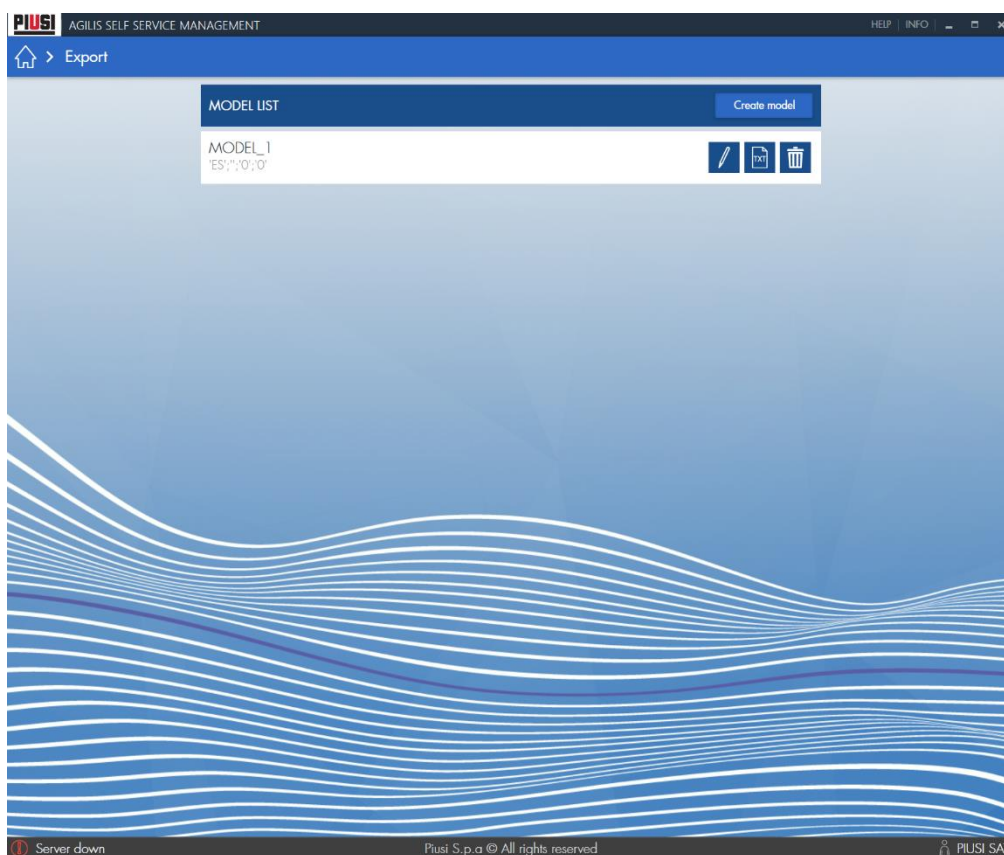 PIUSI AGILIS SELF SERVICE MANAGEMENT HELP | INFO
> Export
MODEL LIST Create model
MODEL_1
TXT
'ES';'';'0';'0'
Server down Piusi S.p.a © All rights reserved PIUSI SA